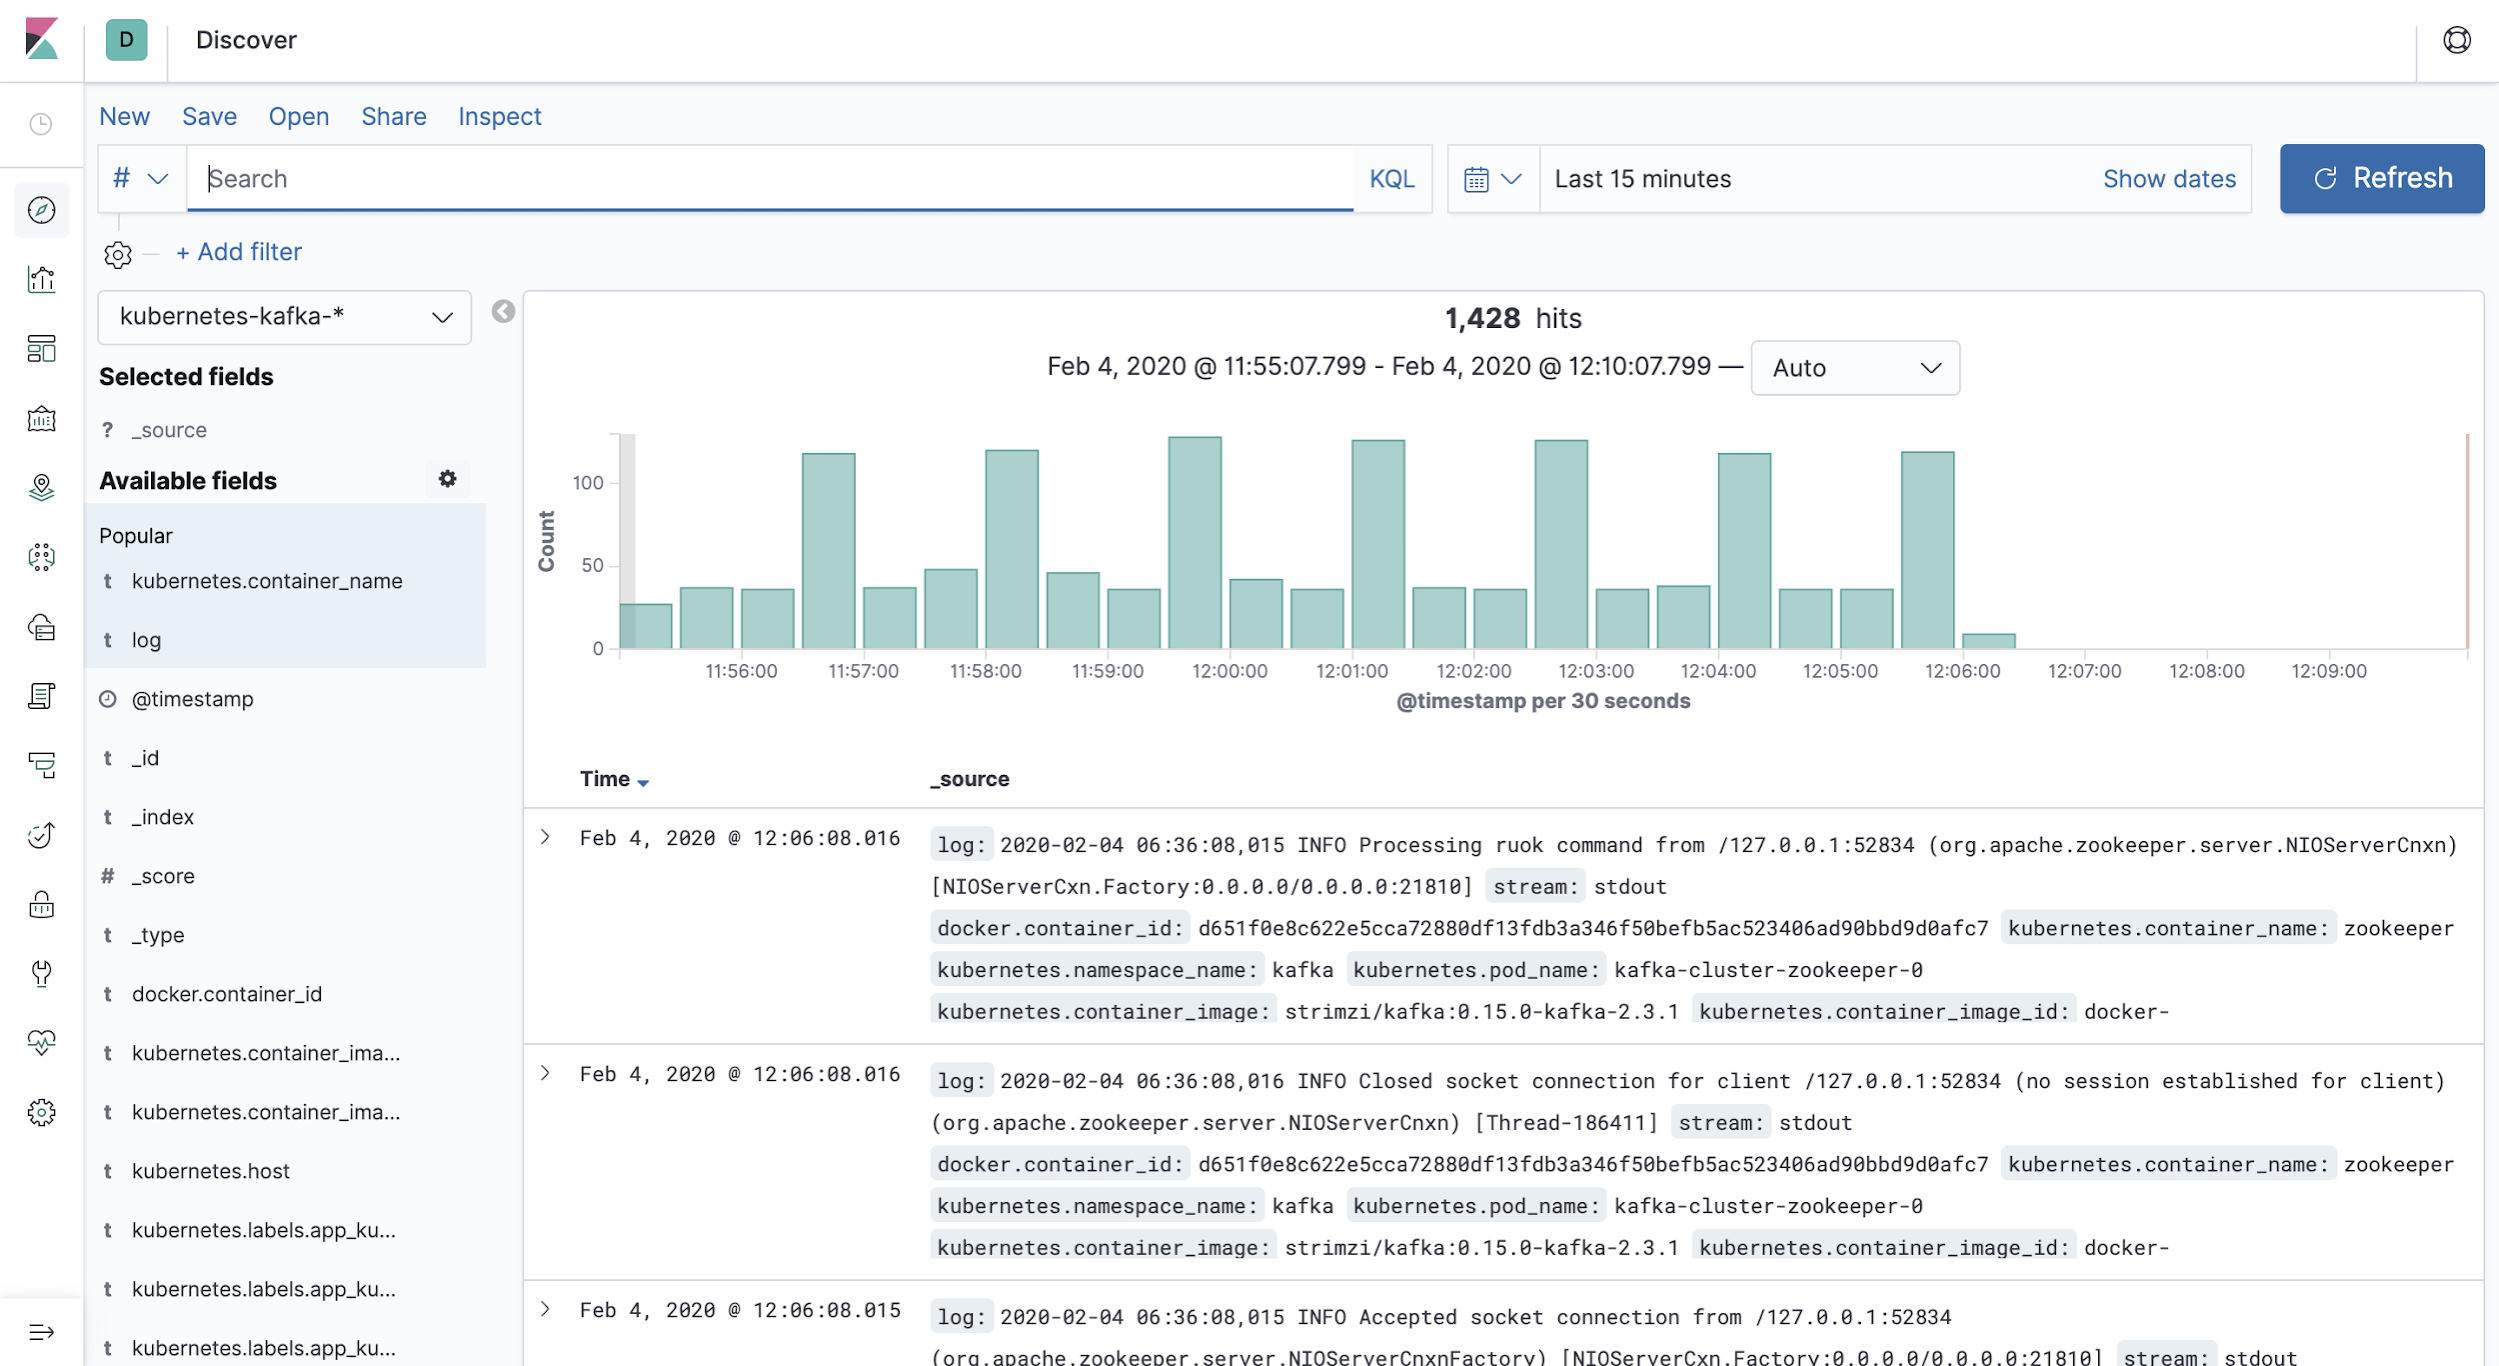 D Discover
New Save Open Share Inspect
# Search KQL Last 15 minutes Show dates Refresh
+ Add filter
kubernetes-kafka-*
Selected fields
? _source
Available fields
Popular
t kubernetes.container_name
t log
@timestamp
t _id
t _index
# _score
t _type
t docker.container_id
t kubernetes.container_ima...
t kubernetes.container_ima...
t kubernetes.host
t kubernetes.labels.app_ku...
t kubernetes.labels.app_ku...
t kubernetes.labels.app_ku...
1,428 hits
Feb 4, 2020 @ 11:55:07.799 - Feb 4, 2020 @ 12:10:07.799 — Auto
Count
100
50
0
11:56:00 11:57:00 11:58:00 11:59:00 12:00:00 12:01:00 12:02:00 12:03:00 12:04:00 12:05:00 12:06:00 12:07:00 12:08:00 12:09:00
@timestamp per 30 seconds
Time _source
Feb 4, 2020 @ 12:06:08.016 log: 2020-02-04 06:36:08,015 INFO Processing ruok command from /127.0.0.1:52834 (org.apache.zookeeper.server.NIOServerCnxn)
[NIOServerCxn.Factory:0.0.0.0/0.0.0.0:21810] stream: stdout
docker.container_id: d651f0e8c622e5cca72880df13fdb3a346f50befb5ac523406ad90bbd9d0afc7 kubernetes.container_name: zookeeper
kubernetes.namespace_name: kafka kubernetes.pod_name: kafka-cluster-zookeeper-0
kubernetes.container_image: strimzi/kafka:0.15.0-kafka-2.3.1 kubernetes.container_image_id: docker-
Feb 4, 2020 @ 12:06:08.016 log: 2020-02-04 06:36:08,016 INFO Closed socket connection for client /127.0.0.1:52834 (no session established for client)
(org.apache.zookeeper.server.NIOServerCnxn) [Thread-186411] stream: stdout
docker.container_id: d651f0e8c622e5cca72880df13fdb3a346f50befb5ac523406ad90bbd9d0afc7 kubernetes.container_name: zookeeper
kubernetes.namespace_name: kafka kubernetes.pod_name: kafka-cluster-zookeeper-0
kubernetes.container_image: strimzi/kafka:0.15.0-kafka-2.3.1 kubernetes.container_image_id: docker-
Feb 4, 2020 @ 12:06:08.015 log: 2020-02-04 06:36:08,015 INFO Accepted socket connection from /127.0.0.1:52834
(org.apache.zookeeper.server.NIOServerCnxnFactory) [NIOServerCxn.Factory:0.0.0.0/0.0.0.0:21810] stream: stdout